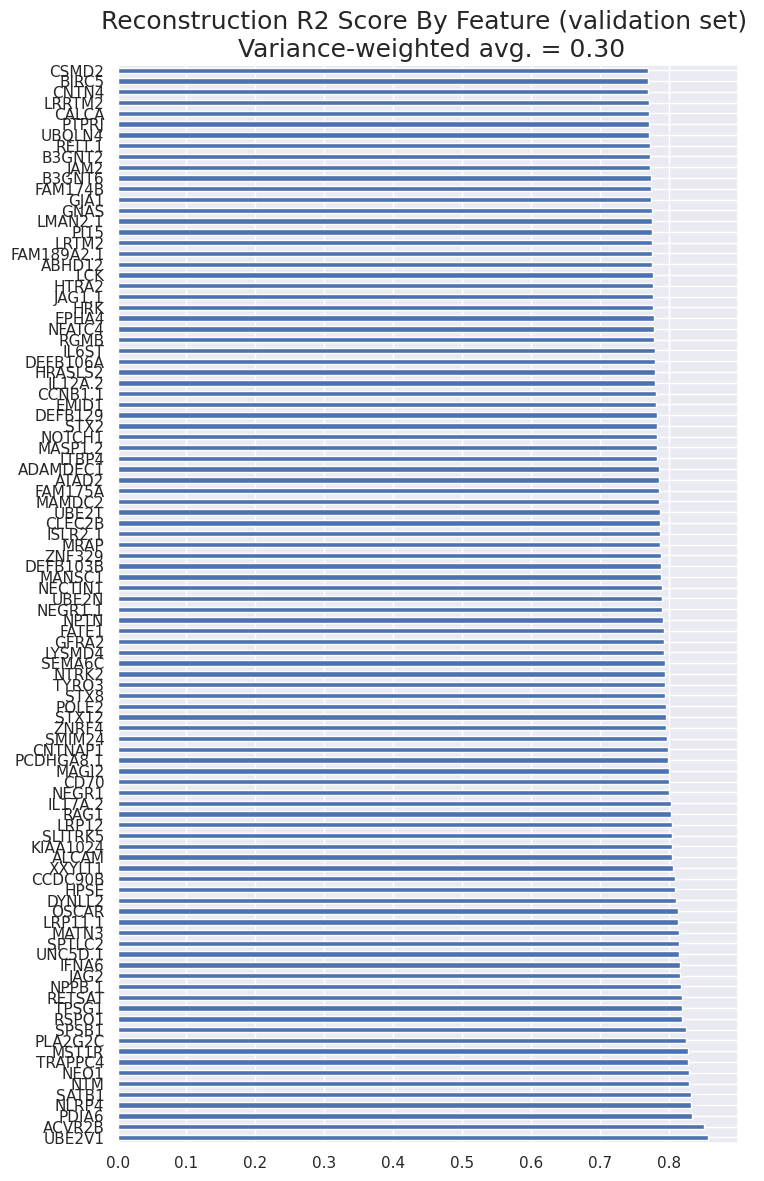 Reconstruction R2 Score By Feature (validation set)
Variance-weighted avg. = 0.30
CSMD2
BIRC5
CNTN4
LRRTM2
CALCA
PTPRJ
UBQLN4
RELL1
B3GNT2
JAM2
B3GNT6
FAM174B
GJA1
GNAS
LMAN2.1
PI15
LRTM2
FAM189A2.1
ABHD12
LCK
HTRA2
JAG1.1
HRK
EPHA4
NFATC4
RGMB
IL6ST
DEFB106A
HRASLS2
IL12A.2
CCNB1.1
EMID1
DEFB129
STX2
NOTCH1
MASP1.2
LTBP4
ADAMDEC1
ATAD2
FAM175A
MAMDC2
UBE2T
CLEC2B
ISLR2.1
MRAP
ZNF329
DEFB103B
MANSC1
NECTIN1
UBE2N
NEGR1.1
NPTN
FATE1
GFRA2
LYSMD4
SEMA6C
NTRK2
TYRO3
STX8
POLE2
STX12
ZNRF4
SMIM24
CNTNAP1
PCDHGA8.1
MAGI2
CD70
NEGR1
IL17A.2
RAG1
LRP12
SLITRK5
KIAA1024
ALCAM
XXYLT1
CCDC90B
HPSE
DYNLL2
OSCAR
LRP11.1
MATN3
SPTLC2
UNC5D.1
IFNA6
JAG2
NPPB.1
RETSAT
TPSG1
RSPO1
SPSB1
PLA2G2C
MST1R
TRAPPC4
NEO1
NTM
SATB1
NLRP4
PDIA6
ACVR2B
UBE2V1
0.0 0.1 0.2 0.3 0.4 0.5 0.6 0.7 0.8